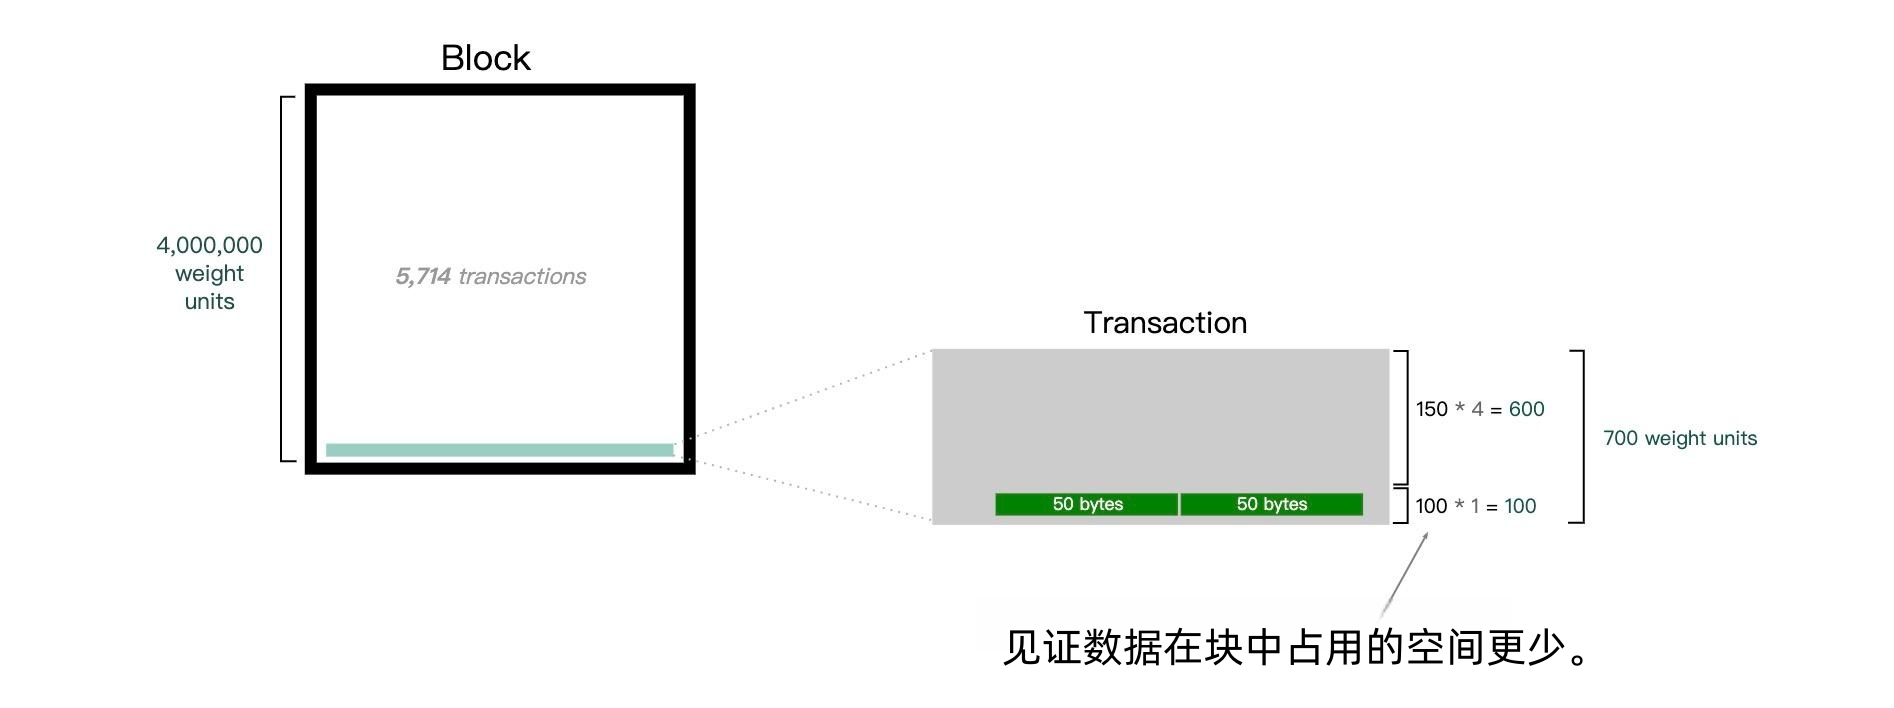 Block
4,000,000
weight
units
5,714 transactions
Transaction
150 * 4 = 600
700 weight units
50 bytes 50 bytes
100 * 1 = 100
见证数据在块中占用的空间更少。